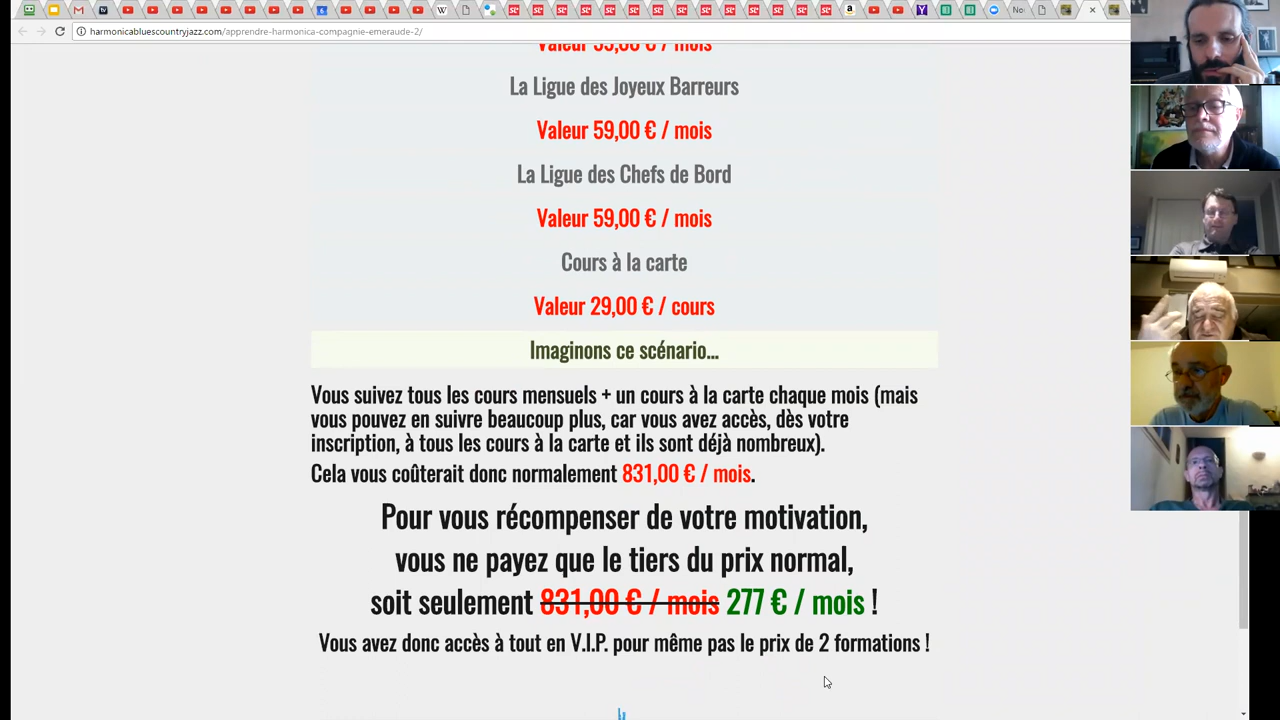 No
harmonicabluescountryjazz.com/apprendre-harmonica-compagnie-emeraude-2/
La Ligue des Joyeux Barreurs
Valeur 59,00 € / mois
La Ligue des Chefs de Bord
Valeur 59,00 € / mois
Cours à la carte
Valeur 29,00 € / cours
Imaginons ce scénario...
Vous suivez tous les cours mensuels + un cours à la carte chaque mois (mais
vous pouvez en suivre beaucoup plus, car vous avez accès, dès votre
inscription, à tous les cours à la carte et ils sont déjà nombreux).
Cela vous coûterait donc normalement 831,00 € / mois.
Pour vous récompenser de votre motivation,
vous ne payez que le tiers du prix normal,
soit seulement 831,00 € / mois 277 € / mois !
Vous avez donc accès à tout en V.I.P. pour même pas le prix de 2 formations !